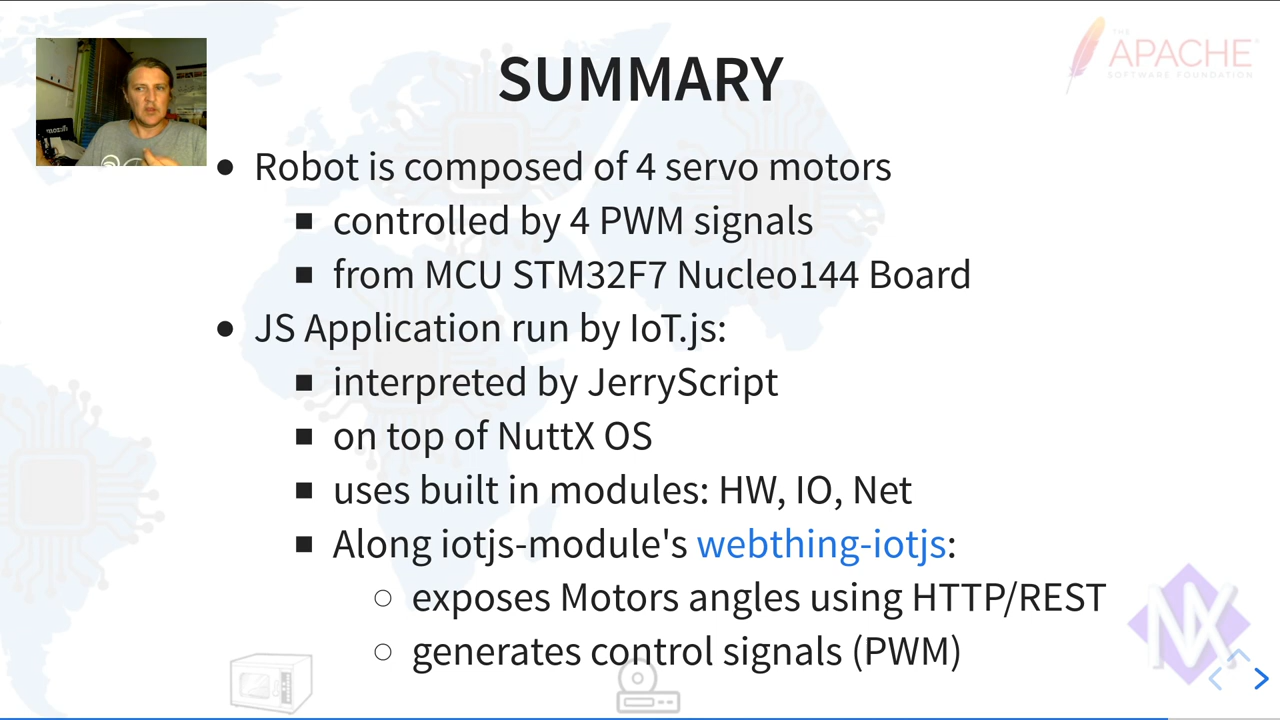 THE
APACHE
SOFTWARE FOUNDATION
SUMMARY
Robot is composed of 4 servo motors
controlled by 4 PWM signals
from MCU STM32F7 Nucleo144 Board
JS Application run by IoT.js:
interpreted by JerryScript
on top of NuttX OS
uses built in modules: HW, IO, Net
Along iotjs-module's webthing-iotjs:
exposes Motors angles using HTTP/REST
generates control signals (PWM)
NX